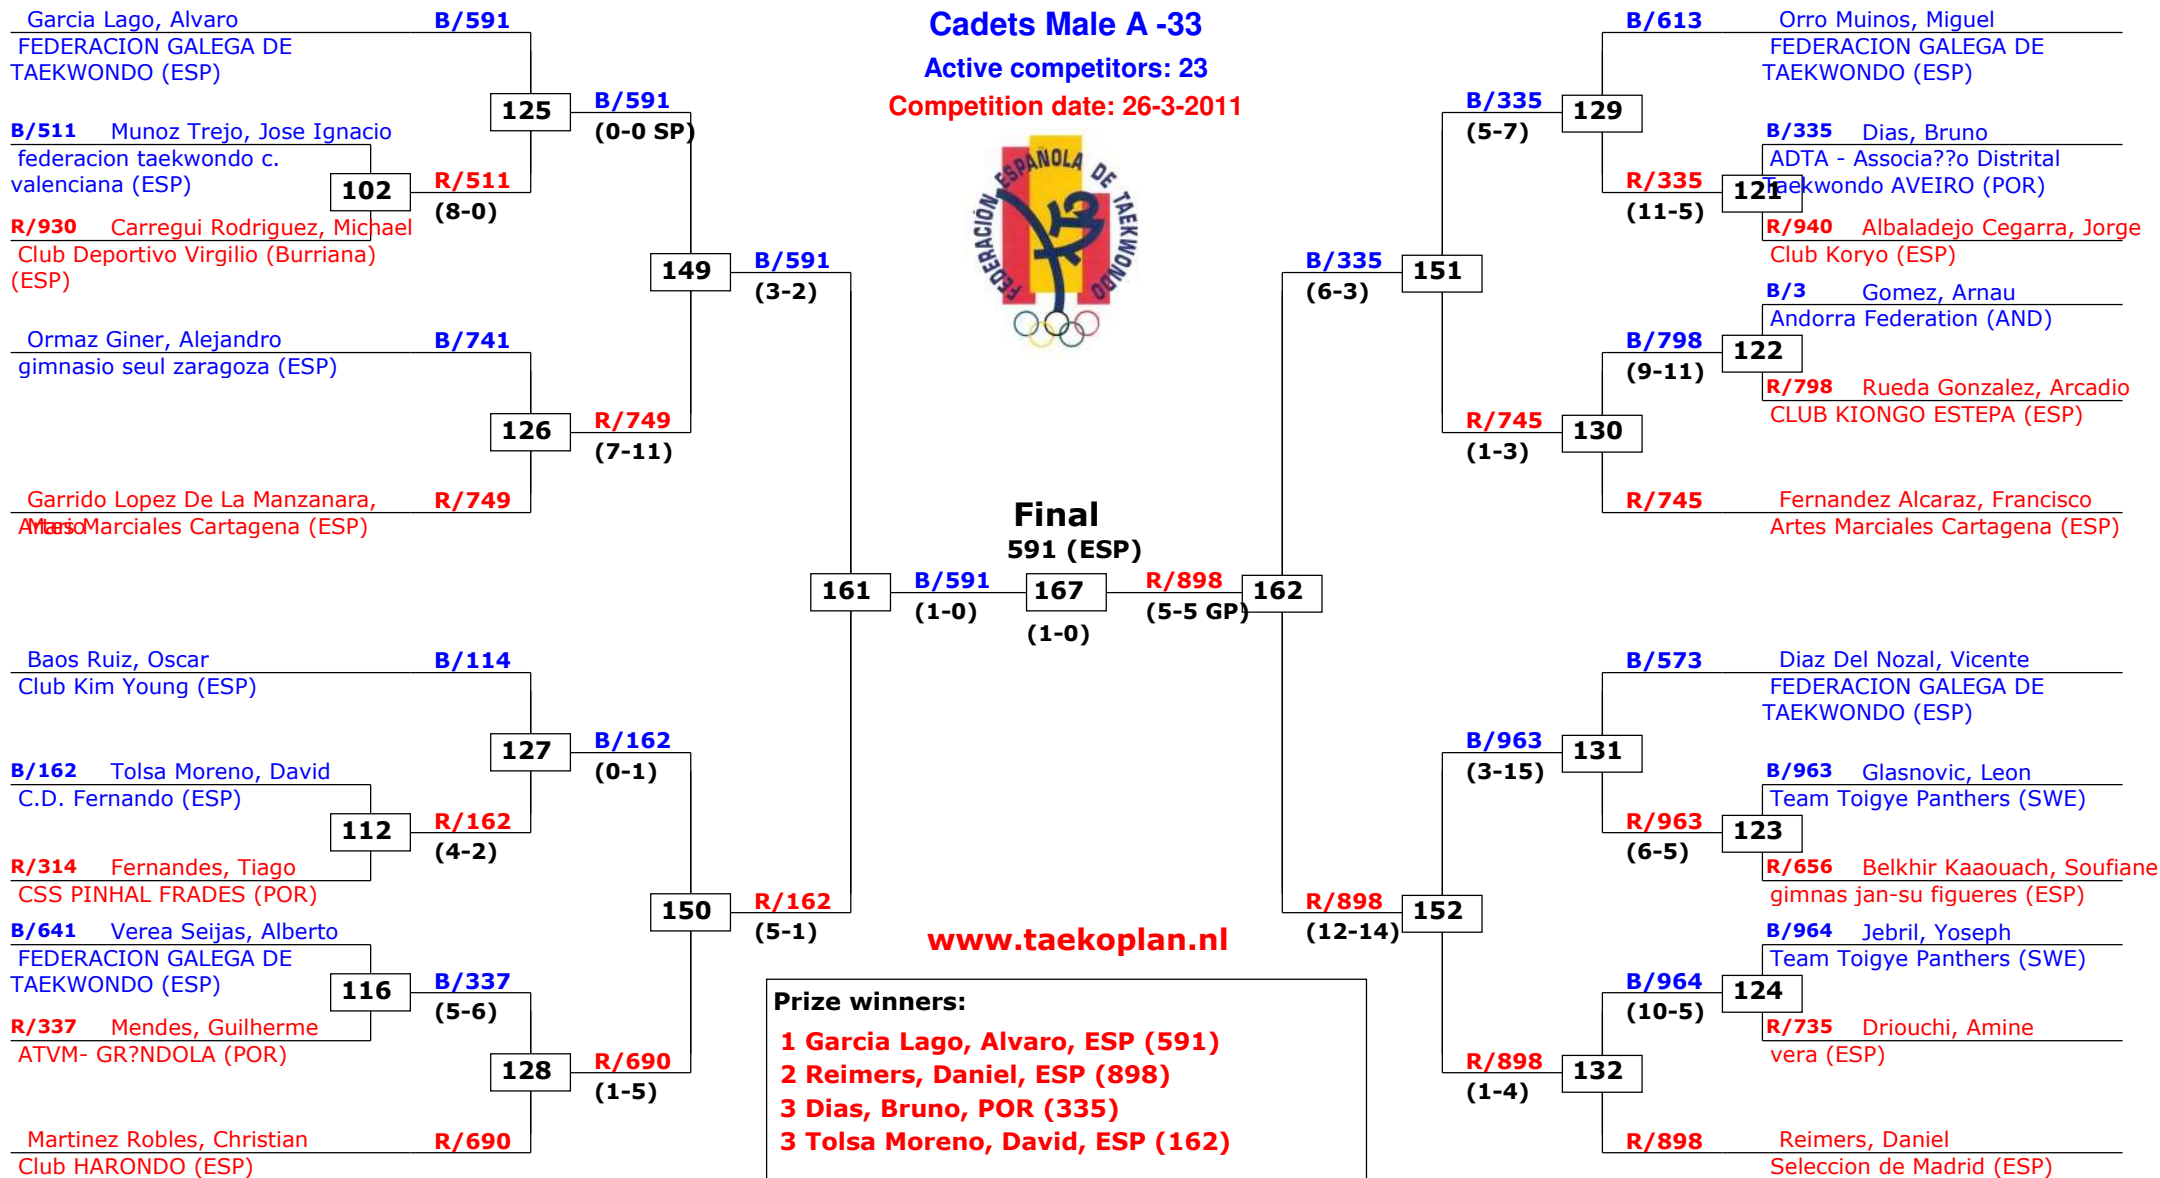 Cadets Male A -33
Active competitors: 23
Competition date: 26-3-2011
FEDERACIÓN ESPAÑOLA DE TAEKWONDO
Garcia Lago, Alvaro B/591
FEDERACION GALEGA DE
TAEKWONDO (ESP)
125
B/591
(0-0 SP)
B/511 Munoz Trejo, Jose Ignacio
federacion taekwondo c.
valenciana (ESP)
102
R/511
(8-0)
R/930 Carregui Rodriguez, Michael
Club Deportivo Virgilio (Burriana)
(ESP)
149
B/591
(3-2)
Ormaz Giner, Alejandro B/741
gimnasio seul zaragoza (ESP)
126
R/749
(7-11)
Garrido Lopez De La Manzanara, R/749
Mario
Artes Marciales Cartagena (ESP)
161
B/591
(1-0)
Baos Ruiz, Oscar B/114
Club Kim Young (ESP)
127
B/162
(0-1)
B/162 Tolsa Moreno, David
C.D. Fernando (ESP)
112
R/162
(4-2)
R/314 Fernandes, Tiago
CSS PINHAL FRADES (POR)
150
R/162
(5-1)
B/641 Verea Seijas, Alberto
FEDERACION GALEGA DE
TAEKWONDO (ESP)
116
B/337
(5-6)
R/337 Mendes, Guilherme
ATVM- GR?NDOLA (POR)
128
R/690
(1-5)
Martinez Robles, Christian R/690
Club HARONDO (ESP)
Final
591 (ESP)
167
(1-0)
R/898
(5-5 GP)
162
B/613 Orro Muinos, Miguel
FEDERACION GALEGA DE
TAEKWONDO (ESP)
B/335
(5-7)
129
B/335 Dias, Bruno
ADTA - Associa??o Distrital
Taekwondo AVEIRO (POR)
R/335
(11-5)
121
R/940 Albaladejo Cegarra, Jorge
Club Koryo (ESP)
B/335
(6-3)
151
B/3 Gomez, Arnau
Andorra Federation (AND)
B/798
(9-11)
122
R/798 Rueda Gonzalez, Arcadio
CLUB KIONGO ESTEPA (ESP)
R/745
(1-3)
130
R/745 Fernandez Alcaraz, Francisco
Artes Marciales Cartagena (ESP)
B/573 Diaz Del Nozal, Vicente
FEDERACION GALEGA DE
TAEKWONDO (ESP)
B/963
(3-15)
131
B/963 Glasnovic, Leon
Team Toigye Panthers (SWE)
R/963
(6-5)
123
R/656 Belkhir Kaaouach, Soufiane
gimnas jan-su figueres (ESP)
R/898
(12-14)
152
B/964 Jebril, Yoseph
Team Toigye Panthers (SWE)
B/964
(10-5)
124
R/735 Driouchi, Amine
vera (ESP)
R/898
(1-4)
132
R/898 Reimers, Daniel
Seleccion de Madrid (ESP)
www.taekoplan.nl
Prize winners:
1 Garcia Lago, Alvaro, ESP (591)
2 Reimers, Daniel, ESP (898)
3 Dias, Bruno, POR (335)
3 Tolsa Moreno, David, ESP (162)